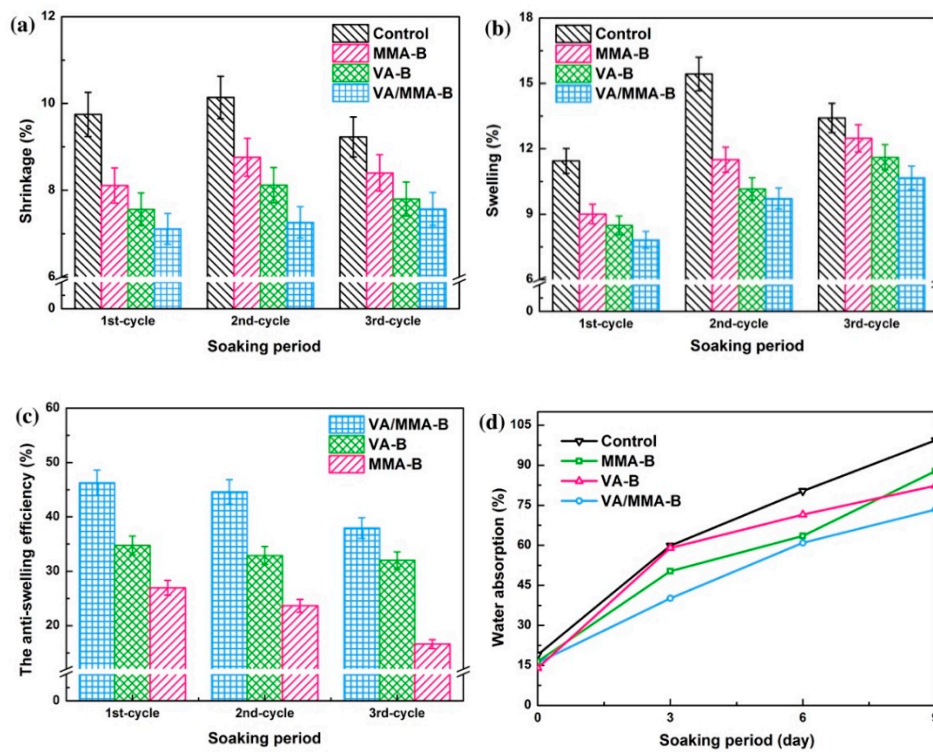 (a)
Control
MMA-B
VA-B
VA/MMA-B
12
10
8
6
0
Shrinkage (%)
1st-cycle 2nd-cycle 3rd-cycle
Soaking period
(b)
Control
MMA-B
VA-B
VA/MMA-B
18
15
12
9
6
0
Swelling (%)
1st-cycle 2nd-cycle 3rd-cycle
Soaking period
(c)
VA/MMA-B
VA-B
MMA-B
60
50
40
30
20
0
The anti-swelling efficiency (%)
1st-cycle 2nd-cycle 3rd-cycle
Soaking period
(d)
Control
MMA-B
VA-B
VA/MMA-B
105
90
75
60
45
30
15
0
Water absorption (%)
0 3 6 9
Soaking period (day)